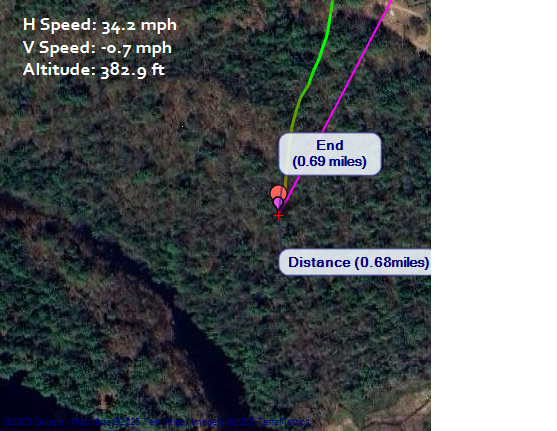 H Speed: 34.2 mph
V Speed: -0.7 mph
Altitude: 382.9 ft
End
(0.69 miles)
Distance (0.68miles)